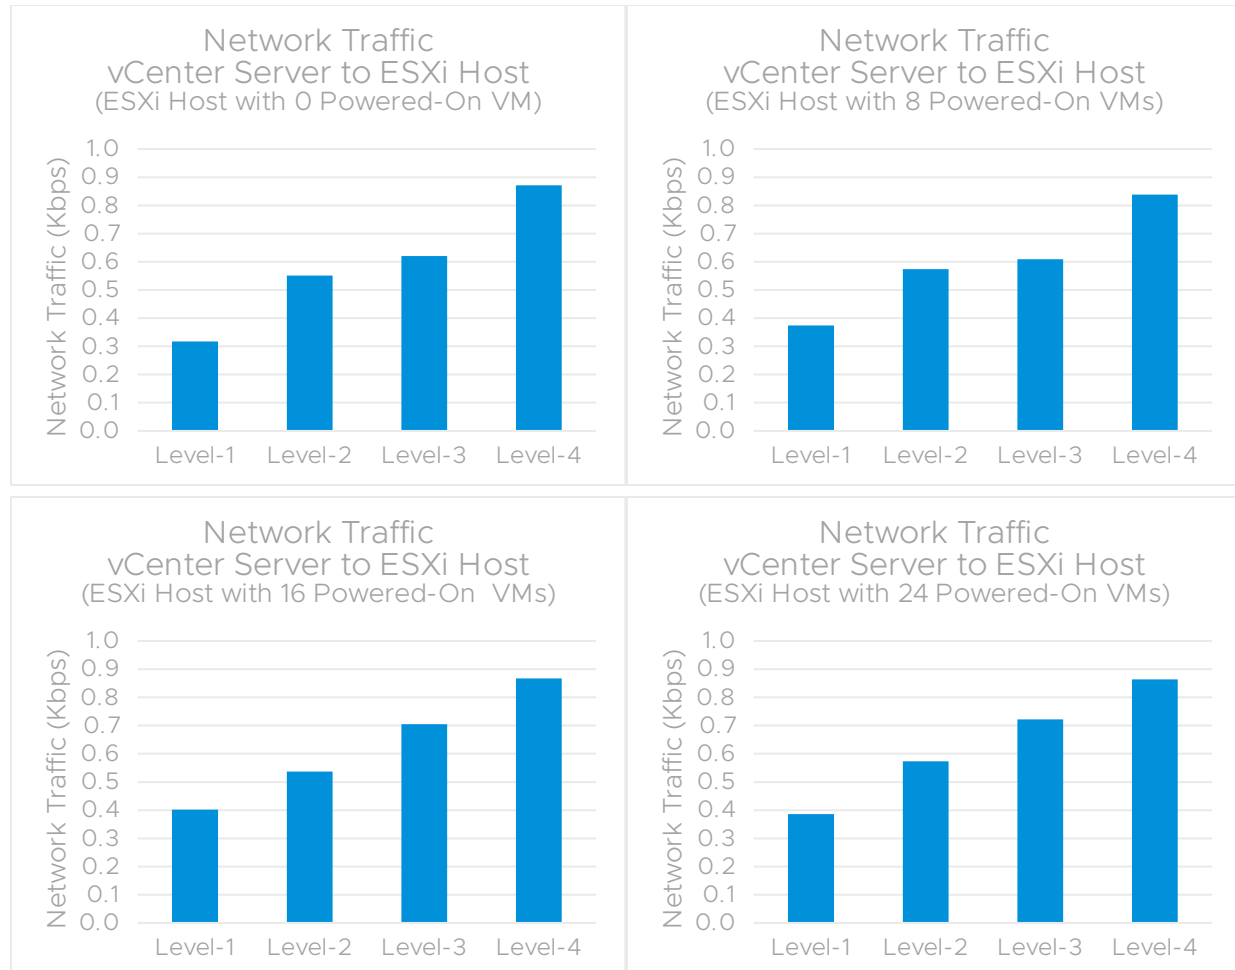 Network Traffic
vCenter Server to ESXi Host
(ESXi Host with 0 Powered-On VM)
Network Traffic (Kbps)
1.0
0.9
0.8
0.7
0.6
0.5
0.4
0.3
0.2
0.1
0.0
Level-1 Level-2 Level-3 Level-4
Network Traffic
vCenter Server to ESXi Host
(ESXi Host with 8 Powered-On VMs)
Network Traffic (Kbps)
1.0
0.9
0.8
0.7
0.6
0.5
0.4
0.3
0.2
0.1
0.0
Level-1 Level-2 Level-3 Level-4
Network Traffic
vCenter Server to ESXi Host
(ESXi Host with 16 Powered-On  VMs)
Network Traffic (Kbps)
1.0
0.9
0.8
0.7
0.6
0.5
0.4
0.3
0.2
0.1
0.0
Level-1 Level-2 Level-3 Level-4
Network Traffic
vCenter Server to ESXi Host
(ESXi Host with 24 Powered-On VMs)
Network Traffic (Kbps)
1.0
0.9
0.8
0.7
0.6
0.5
0.4
0.3
0.2
0.1
0.0
Level-1 Level-2 Level-3 Level-4